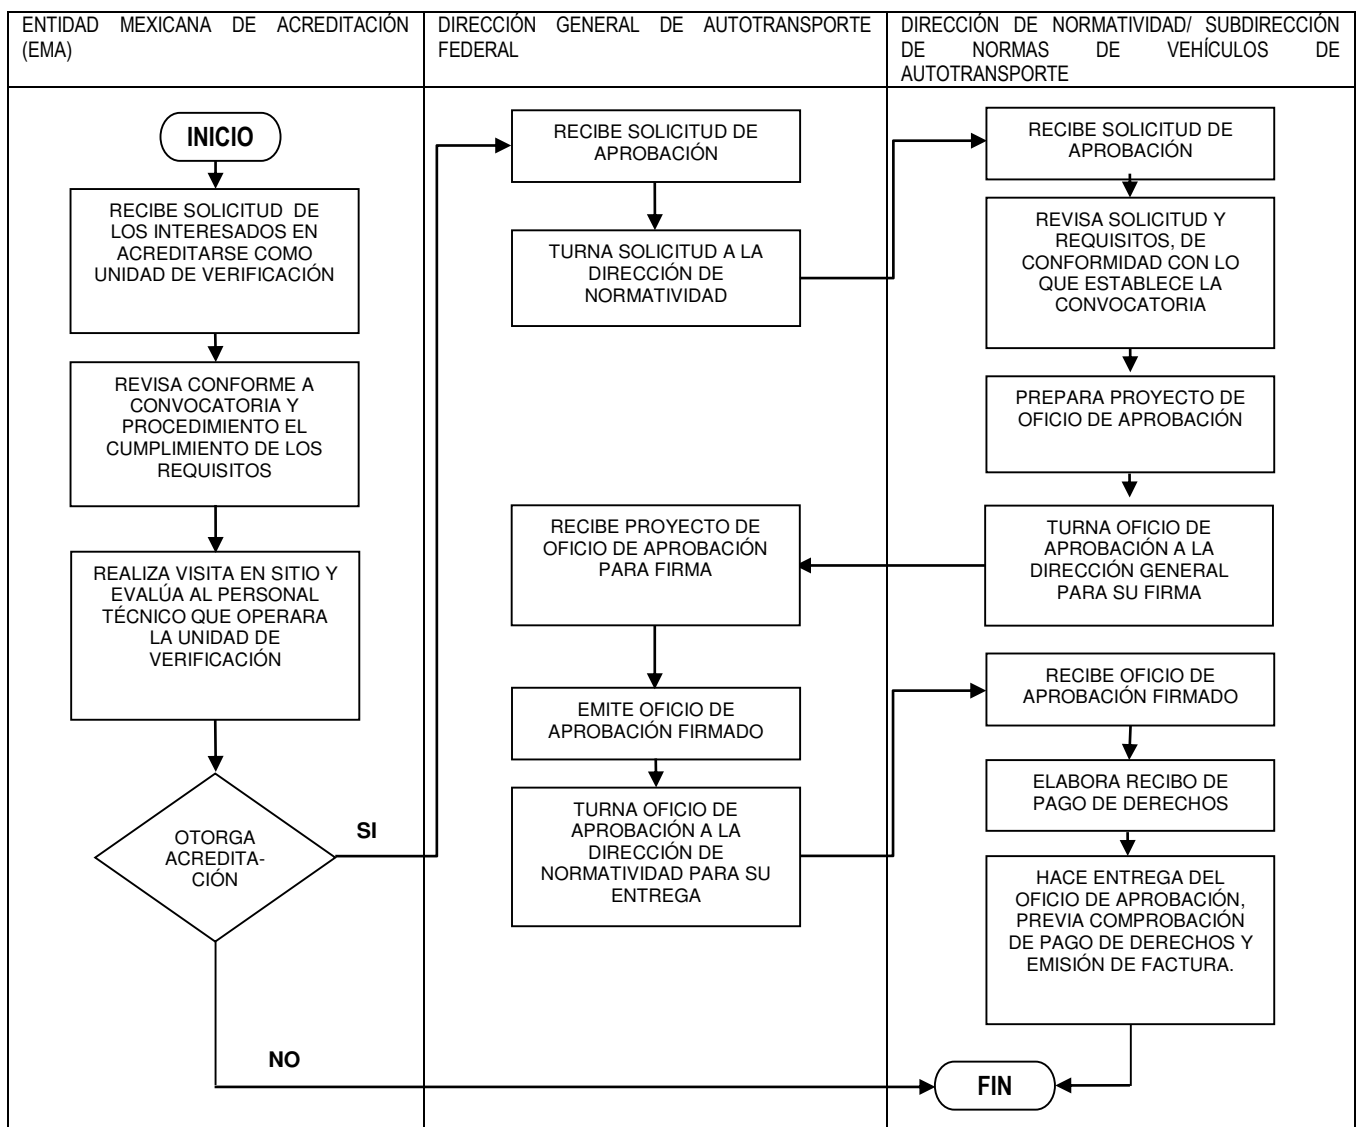 ENTIDAD MEXICANA DE ACREDITACIÓN
(EMA)
DIRECCIÓN GENERAL DE AUTOTRANSPORTE
FEDERAL
DIRECCIÓN DE NORMATIVIDAD/ SUBDIRECCIÓN
DE NORMAS DE VEHÍCULOS DE
AUTOTRANSPORTE
INICIO
RECIBE SOLICITUD DE
LOS INTERESADOS EN
ACREDITARSE COMO
UNIDAD DE VERIFICACIÓN
REVISA CONFORME A
CONVOCATORIA Y
PROCEDIMIENTO EL
CUMPLIMIENTO DE LOS
REQUISITOS
REALIZA VISITA EN SITIO Y
EVALÚA AL PERSONAL
TÉCNICO QUE OPERARA
LA UNIDAD DE
VERIFICACIÓN
OTORGA
ACREDITA-
CIÓN
SI
NO
RECIBE SOLICITUD DE
APROBACIÓN
TURNA SOLICITUD A LA
DIRECCIÓN DE
NORMATIVIDAD
RECIBE SOLICITUD DE
APROBACIÓN
REVISA SOLICITUD Y
REQUISITOS, DE
CONFORMIDAD CON LO
QUE ESTABLECE LA
CONVOCATORIA
PREPARA PROYECTO DE
OFICIO DE APROBACIÓN
TURNA OFICIO DE
APROBACIÓN A LA
DIRECCIÓN GENERAL
PARA SU FIRMA
RECIBE PROYECTO DE
OFICIO DE APROBACIÓN
PARA FIRMA
EMITE OFICIO DE
APROBACIÓN FIRMADO
TURNA OFICIO DE
APROBACIÓN A LA
DIRECCIÓN DE
NORMATIVIDAD PARA SU
ENTREGA
RECIBE OFICIO DE
APROBACIÓN FIRMADO
ELABORA RECIBO DE
PAGO DE DERECHOS
HACE ENTREGA DEL
OFICIO DE APROBACIÓN,
PREVIA COMPROBACIÓN
DE PAGO DE DERECHOS Y
EMISIÓN DE FACTURA.
FIN